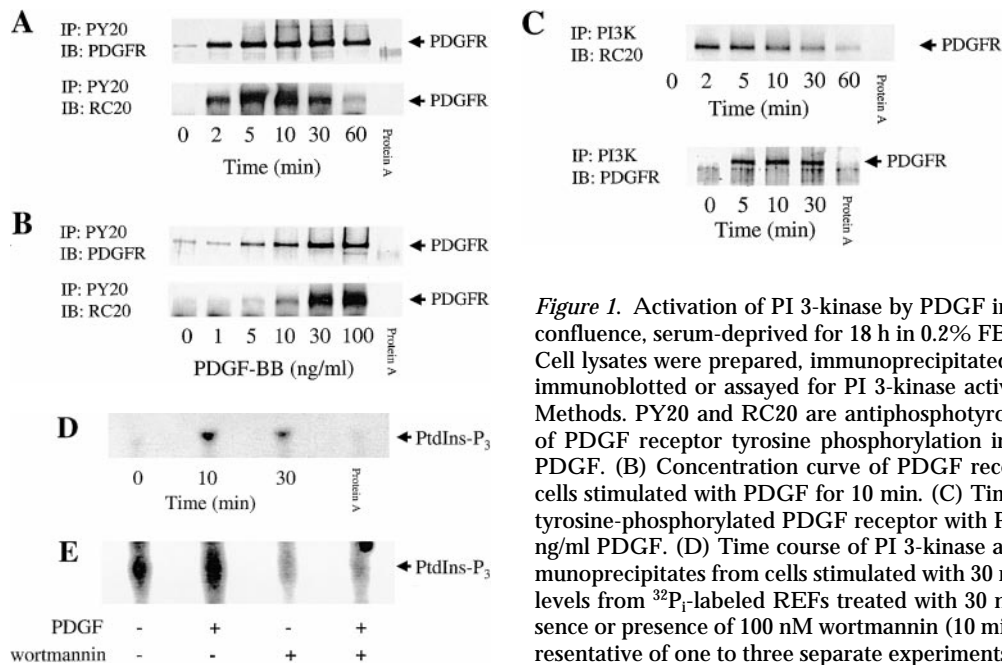 A
IP: PY20
IB: PDGFR
PDGFR
IP: PY20
IB: RC20
PDGFR
0 2 5 10 30 60 Protein A
Time (min)
B
IP: PY20
IB: PDGFR
PDGFR
IP: PY20
IB: RC20
PDGFR
0 1 5 10 30 100 Protein A
PDGF-BB (ng/ml)
D
PtdIns-P3
0 10 30 Protein A
Time (min)
E
PtdIns-P3
PDGF - + - +
wortmannin - - + +
C
IP: PI3K
IB: RC20
PDGFR
0 2 5 10 30 60 Protein A
Time (min)
IP: PI3K
IB: PDGFR
PDGFR
0 5 10 30 Protein A
Time (min)
Figure 1. Activation of PI 3-kinase by PDGF in
confluence, serum-deprived for 18 h in 0.2% FB
Cell lysates were prepared, immunoprecipitated
immunoblotted or assayed for PI 3-kinase activ
Methods. PY20 and RC20 are antiphosphotyro
of PDGF receptor tyrosine phosphorylation in
PDGF. (B) Concentration curve of PDGF rece
cells stimulated with PDGF for 10 min. (C) Tim
tyrosine-phosphorylated PDGF receptor with P
ng/ml PDGF. (D) Time course of PI 3-kinase a
munoprecipitates from cells stimulated with 30 n
levels from ³²Pᵢ-labeled REFs treated with 30 n
sence or presence of 100 nM wortmannin (10 mi
resentative of one to three separate experiments